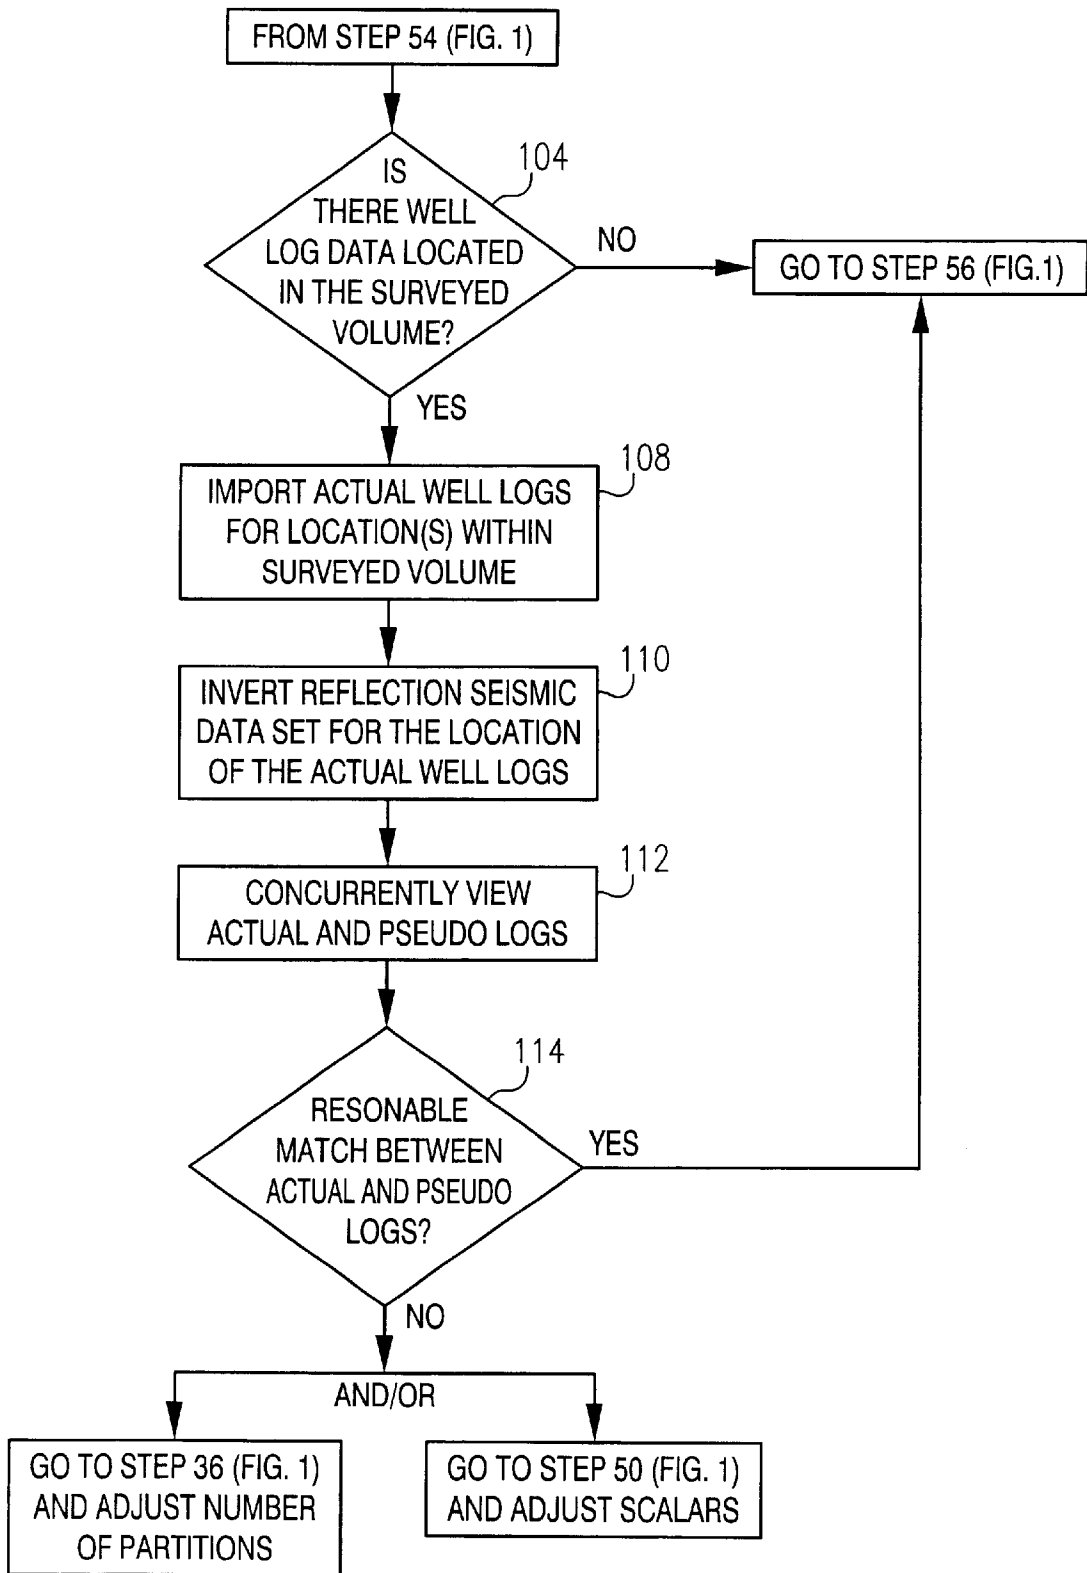 FROM STEP 54 (FIG. 1)
104
IS
THERE WELL
LOG DATA LOCATED
IN THE SURVEYED
VOLUME?
NO
GO TO STEP 56 (FIG.1)
YES
108
IMPORT ACTUAL WELL LOGS
FOR LOCATION(S) WITHIN
SURVEYED VOLUME
110
INVERT REFLECTION SEISMIC
DATA SET FOR THE LOCATION
OF THE ACTUAL WELL LOGS
112
CONCURRENTLY VIEW
ACTUAL AND PSEUDO LOGS
114
RESONABLE
MATCH BETWEEN
ACTUAL AND PSEUDO
LOGS?
YES
NO
AND/OR
GO TO STEP 36 (FIG. 1)
AND ADJUST NUMBER
OF PARTITIONS
GO TO STEP 50 (FIG. 1)
AND ADJUST SCALARS